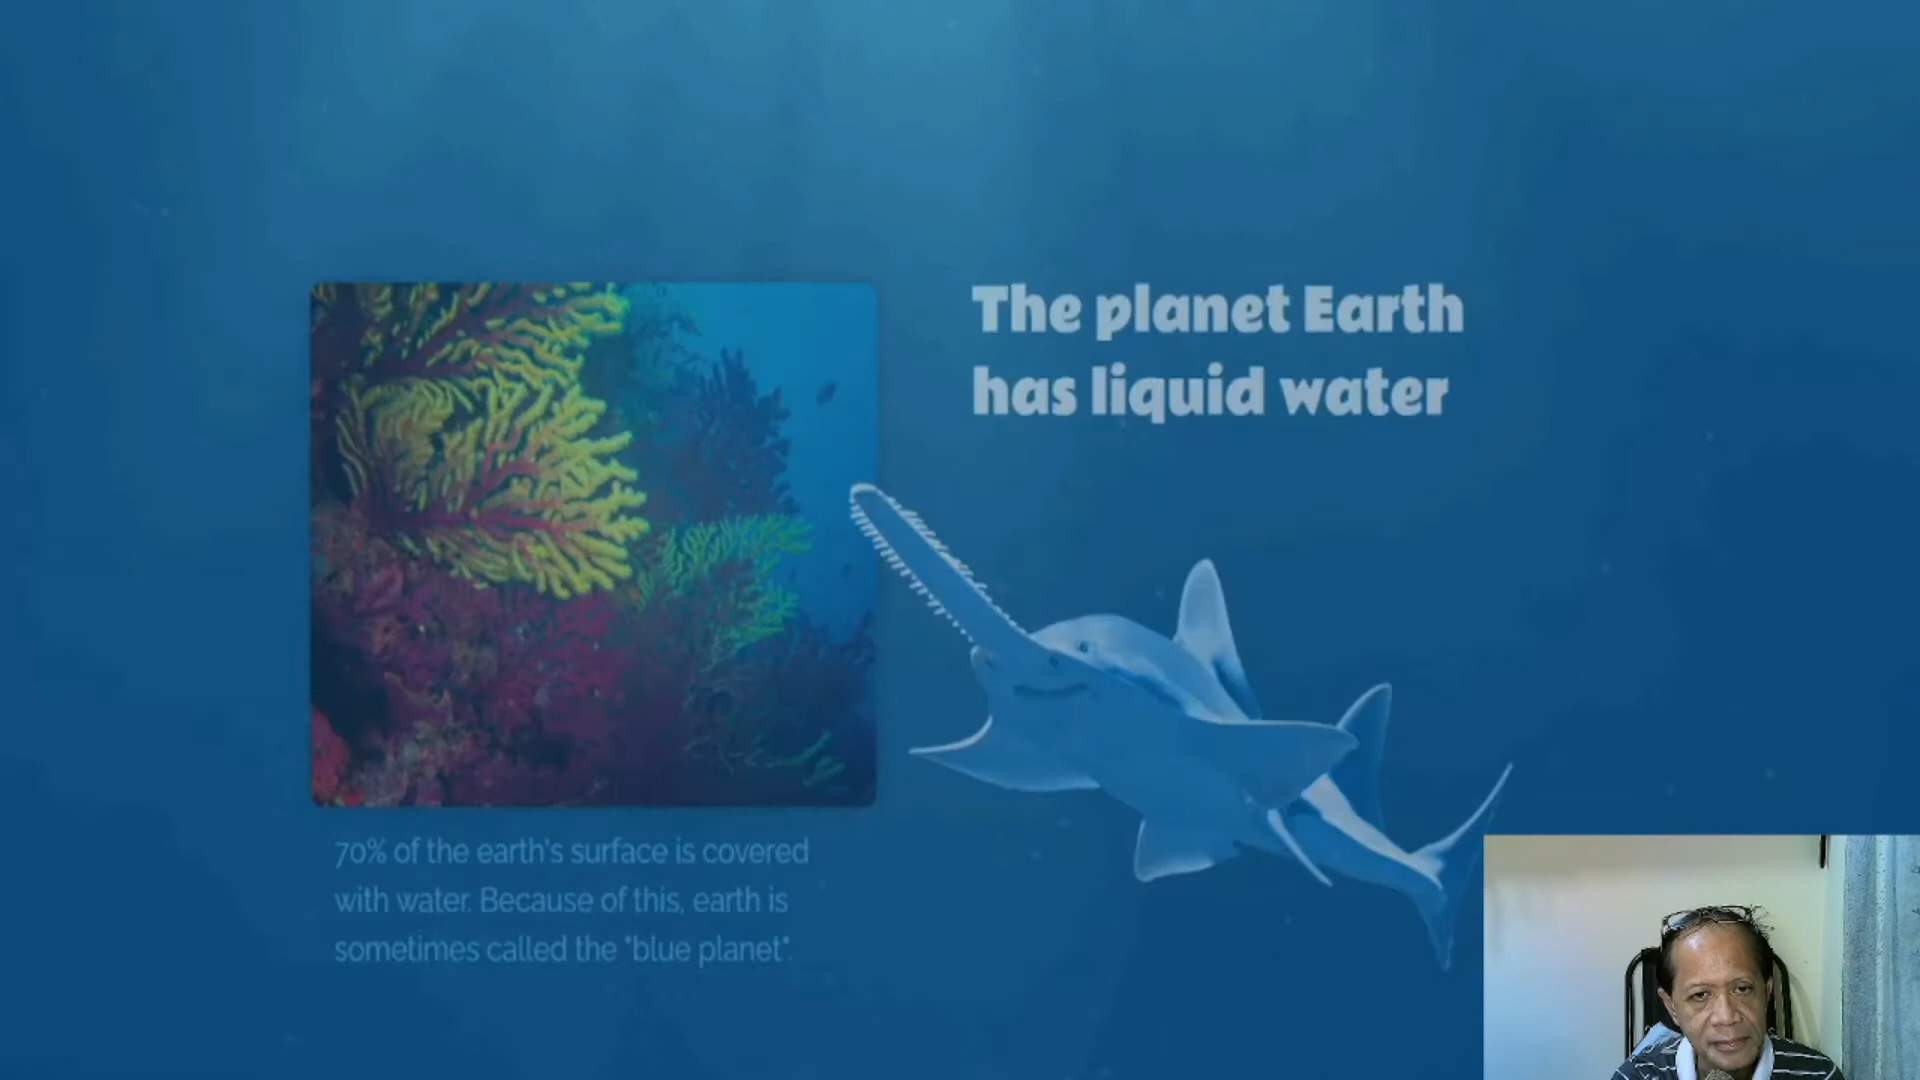 The planet Earth
has liquid water
70% of the earth's surface is covered
with water. Because of this, earth is
sometimes called the "blue planet".